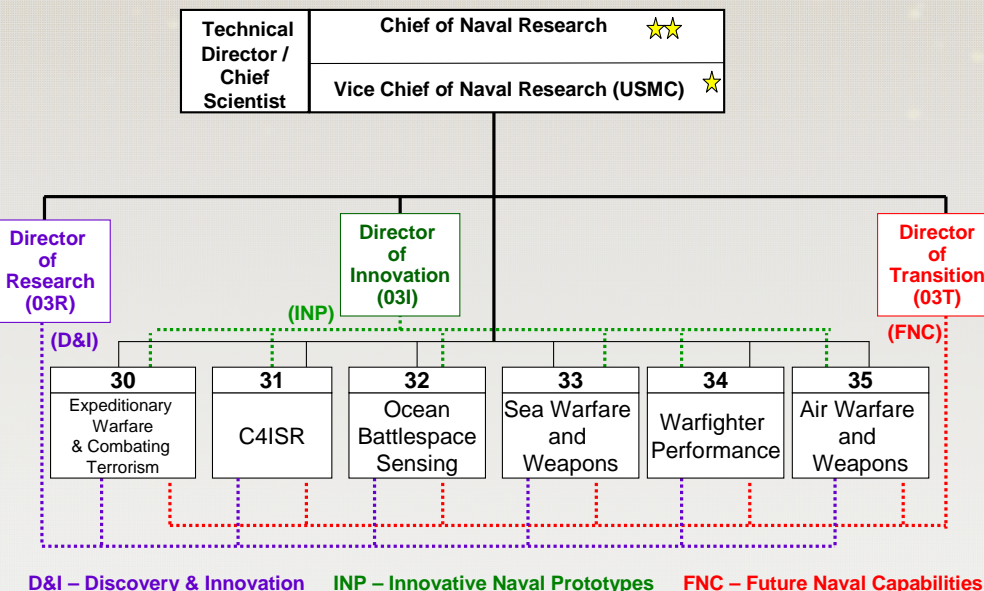 Technical
Director /
Chief
Scientist
Chief of Naval Research
Vice Chief of Naval Research (USMC)
Director
of
Research
(03R)
Director
of
Innovation
(03I)
Director
of
Transition
(03T)
(D&I)
(INP)
(FNC)
30
Expeditionary
Warfare
& Combating
Terrorism
31
C4ISR
32
Ocean
Battlespace
Sensing
33
Sea Warfare
and
Weapons
34
Warfighter
Performance
35
Air Warfare
and
Weapons
D&I – Discovery & Innovation INP – Innovative Naval Prototypes FNC – Future Naval Capabilities